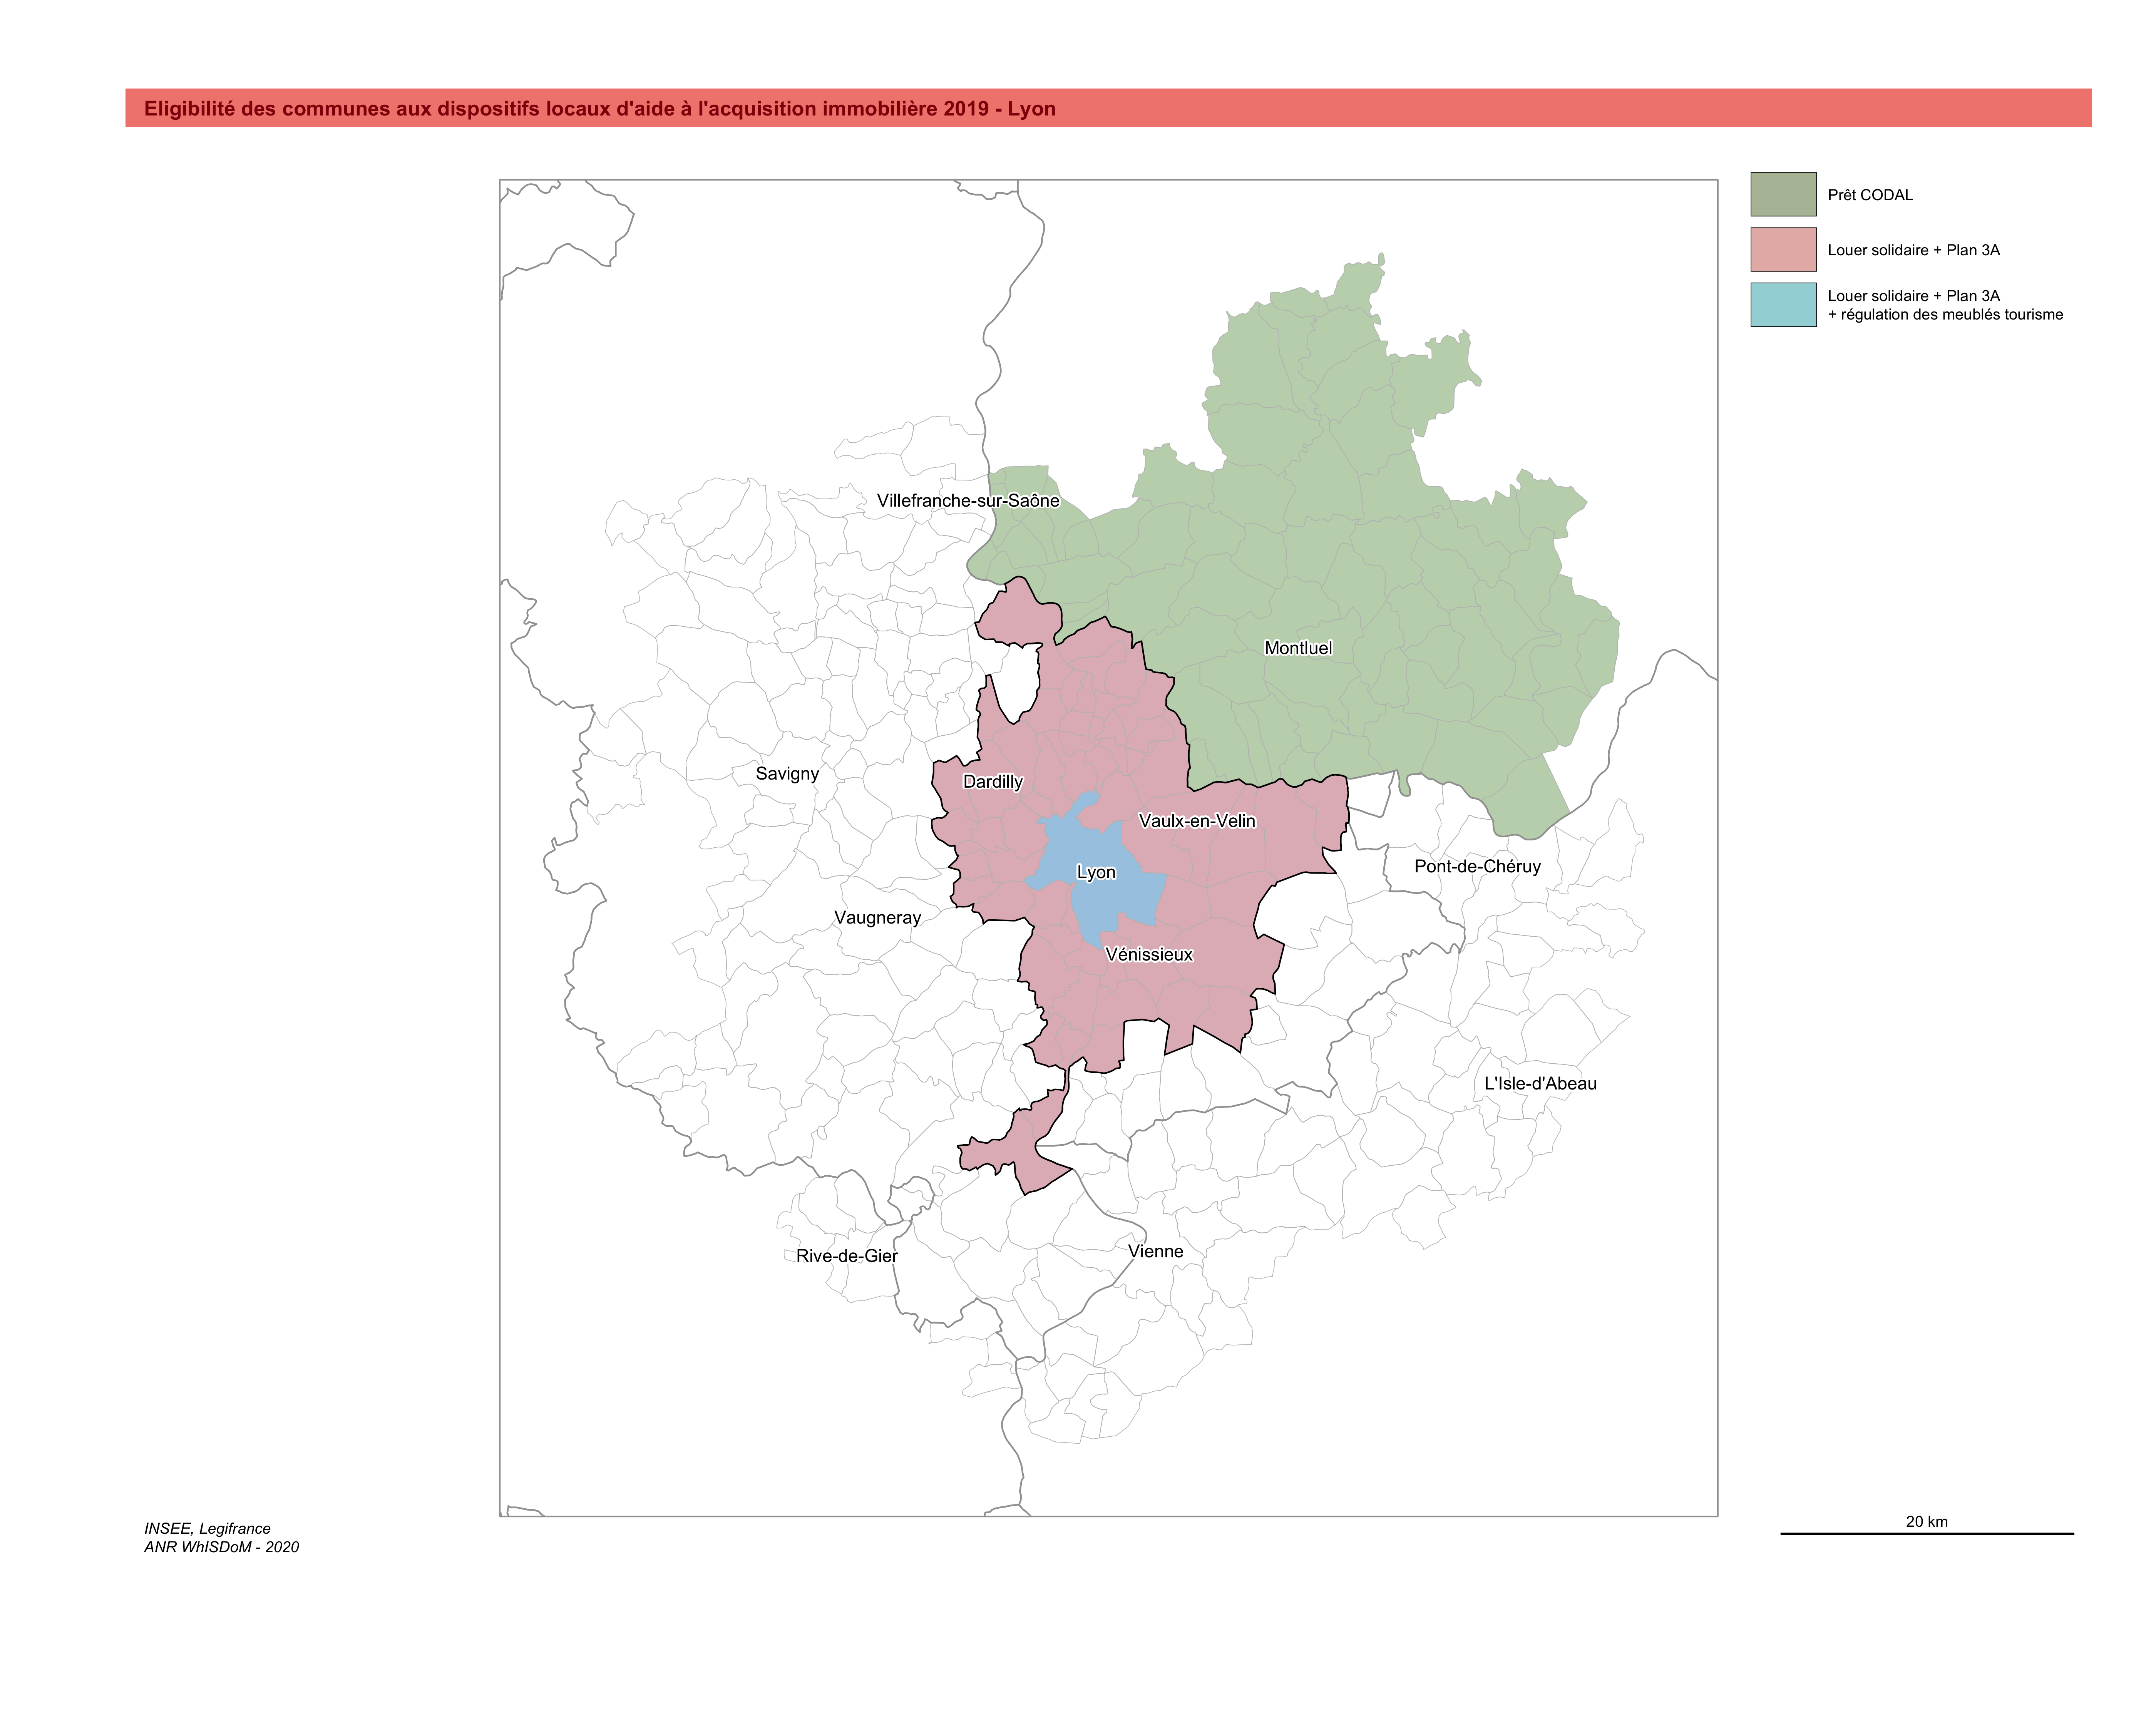 Eligibilité des communes aux dispositifs locaux d'aide à l'acquisition immobilière 2019 - Lyon
Prêt CODAL
Louer solidaire + Plan 3A
Louer solidaire + Plan 3A
+ régulation des meublés tourisme
Villefranche-sur-Saône
Montluel
Savigny
Dardilly
Vaulx-en-Velin
Pont-de-Chéruy
Lyon
Vaugneray
Vénissieux
L'Isle-d'Abeau
Rive-de-Gier
Vienne
INSEE, Legifrance
ANR WhISDoM - 2020
20 km